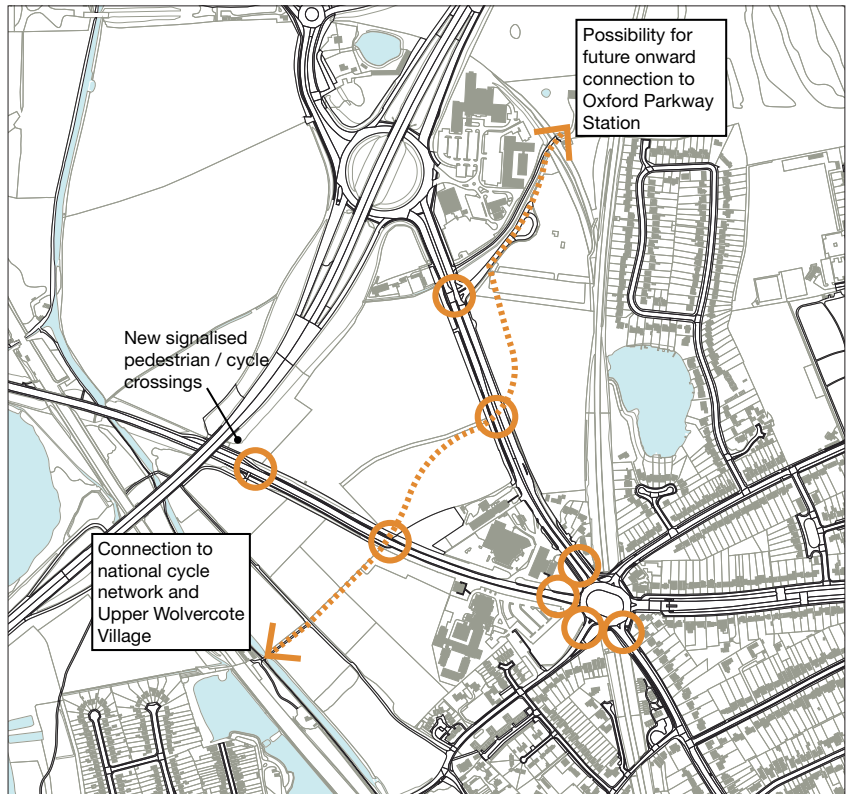 Possibility for
future onward
connection to
Oxford Parkway
Station
New signalised
pedestrian / cycle
crossings
Connection to
national cycle
network and
Upper Wolvercote
Village